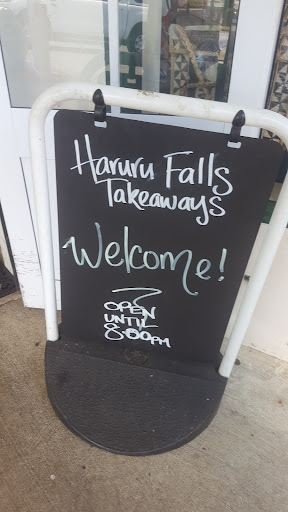 Haruru Falls
Takeaways
Welcome!
OPEN
UNTIL
8:00PM